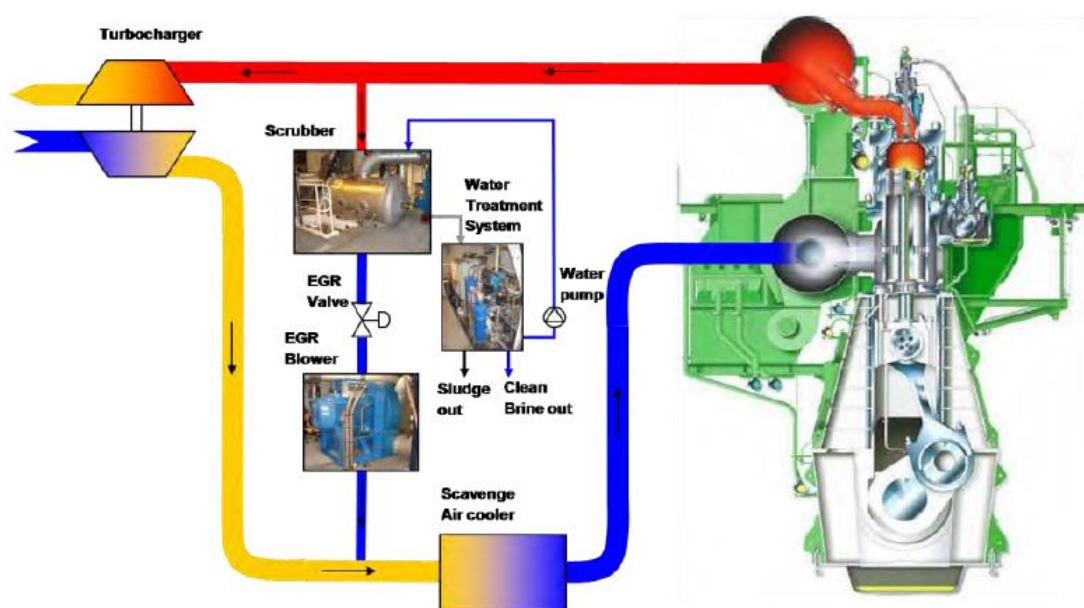 Turbocharger
Scrubber
Water
Treatment
System
EGR
Valve
Water
pump
EGR
Blower
Sludge
out
Clean
Brine out
Scavenge
Air cooler